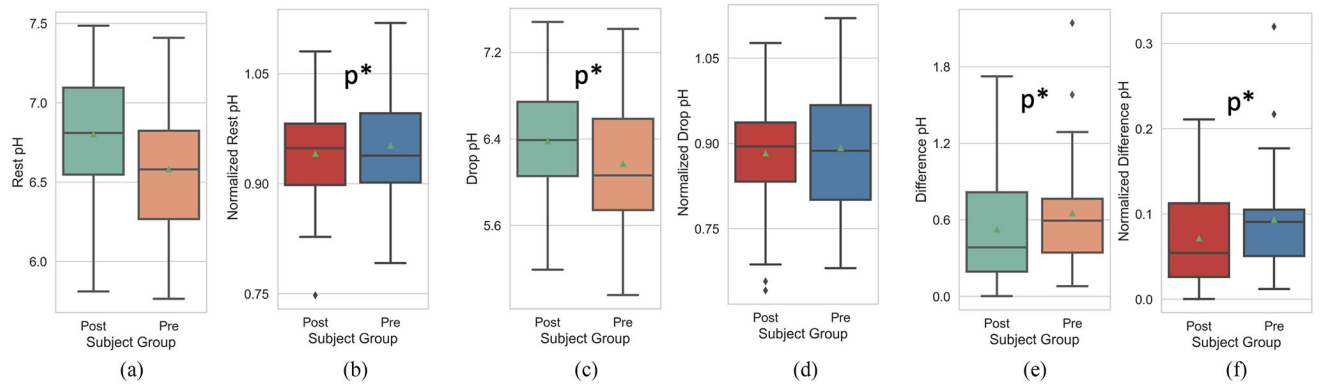 Rest pH
7.5
7.0
6.5
6.0
Post
Pre
Subject Group
(a)
Normalized Rest pH
1.05
0.90
0.75
p*
Post
Pre
Subject Group
(b)
Drop pH
7.2
6.4
5.6
p*
Post
Pre
Subject Group
(c)
Normalized Drop pH
1.05
0.90
0.75
Post
Pre
Subject Group
(d)
Difference pH
1.8
1.2
0.6
0.0
p*
Post
Pre
Subject Group
(e)
Normalized Difference pH
0.3
0.2
0.1
0.0
p*
Post
Pre
Subject Group
(f)